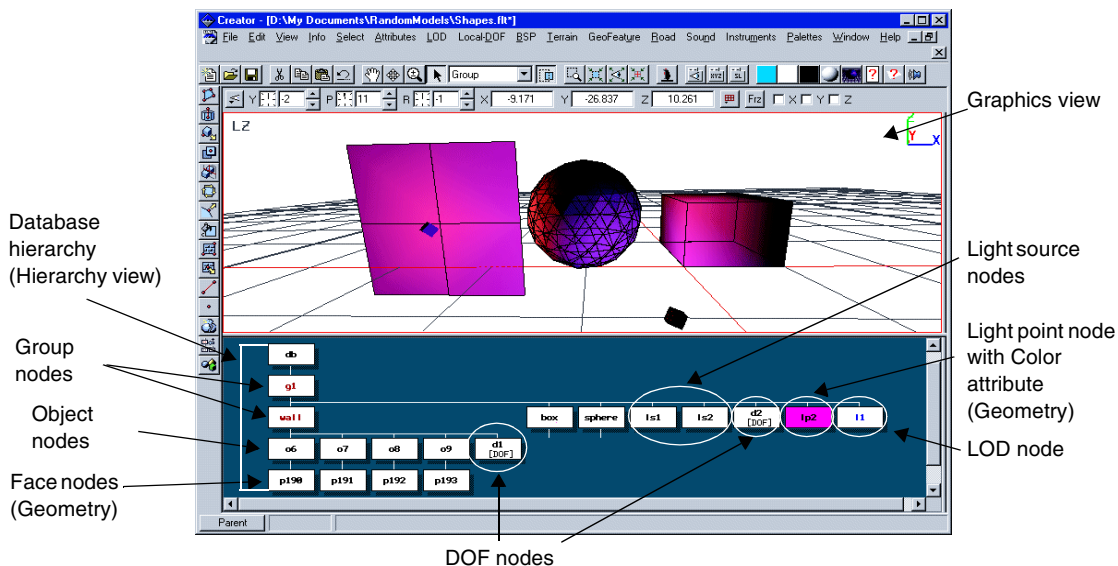 Creator - [D:\My Documents\RandomModels\Shapes.flt*]
File Edit View Info Select Attributes LOD Local-DOF BSP Terrain GeoFeature Road Sound Instruments Palettes Window Help
Group
XYZ
SL
? ?
Y -2 P 11 R -1 X -9.171 Y -26.837 Z 10.261 Frz X Y Z
LZ
Y X
Graphics view
Database
hierarchy
(Hierarchy view)
Group
nodes
Object
nodes
Face nodes
(Geometry)
Light source
nodes
Light point node
with Color
attribute
(Geometry)
LOD node
db
g1
wall box sphere ls1 ls2 d2 [DOF] lp2 l1
o6 o7 o8 o9 d1 [DOF]
p190 p191 p192 p193
Parent
DOF nodes